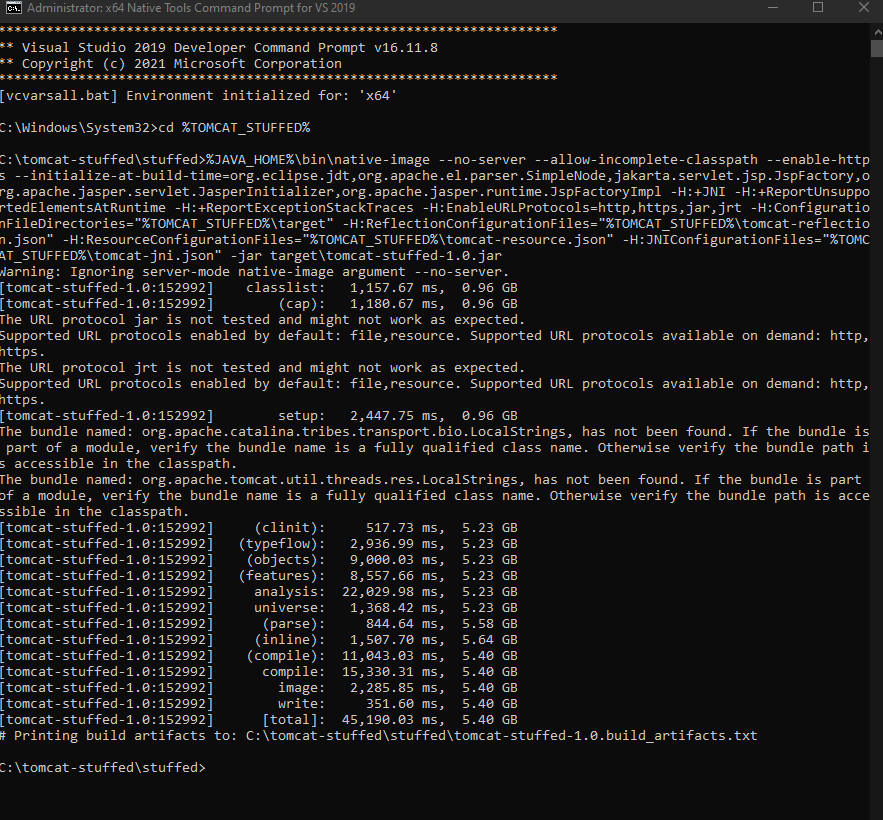 Administrator: x64 Native Tools Command Prompt for VS 2019
**********************************************************************
** Visual Studio 2019 Developer Command Prompt v16.11.8
** Copyright (c) 2021 Microsoft Corporation
**********************************************************************
[vcvarsall.bat] Environment initialized for: 'x64'
C:\Windows\System32>cd %TOMCAT_STUFFED%
C:\tomcat-stuffed\stuffed>%JAVA_HOME%\bin\native-image --no-server --allow-incomplete-classpath --enable-http
s --initialize-at-build-time=org.eclipse.jdt,org.apache.el.parser.SimpleNode,jakarta.servlet.jsp.JspFactory,o
rg.apache.jasper.servlet.JasperInitializer,org.apache.jasper.runtime.JspFactoryImpl -H:+JNI -H:+ReportUnsuppo
rtedElementsAtRuntime -H:+ReportExceptionStackTraces -H:EnableURLProtocols=http,https,jar,jrt -H:Configuratio
nFileDirectories="%TOMCAT_STUFFED%\target" -H:ReflectionConfigurationFiles="%TOMCAT_STUFFED%\tomcat-reflectio
n.json" -H:ResourceConfigurationFiles="%TOMCAT_STUFFED%\tomcat-resource.json" -H:JNIConfigurationFiles="%TOMC
AT_STUFFED%\tomcat-jni.json" -jar target\tomcat-stuffed-1.0.jar
Warning: Ignoring server-mode native-image argument --no-server.
[tomcat-stuffed-1.0:152992]    classlist:   1,157.67 ms,  0.96 GB
[tomcat-stuffed-1.0:152992]        (cap):   1,180.67 ms,  0.96 GB
The URL protocol jar is not tested and might not work as expected.
Supported URL protocols enabled by default: file,resource. Supported URL protocols available on demand: http,
https.
The URL protocol jrt is not tested and might not work as expected.
Supported URL protocols enabled by default: file,resource. Supported URL protocols available on demand: http,
https.
[tomcat-stuffed-1.0:152992]        setup:   2,447.75 ms,  0.96 GB
The bundle named: org.apache.catalina.tribes.transport.bio.LocalStrings, has not been found. If the bundle is
 part of a module, verify the bundle name is a fully qualified class name. Otherwise verify the bundle path i
s accessible in the classpath.
The bundle named: org.apache.tomcat.util.threads.res.LocalStrings, has not been found. If the bundle is part
of a module, verify the bundle name is a fully qualified class name. Otherwise verify the bundle path is acce
ssible in the classpath.
[tomcat-stuffed-1.0:152992]     (clinit):     517.73 ms,  5.23 GB
[tomcat-stuffed-1.0:152992]   (typeflow):   2,936.99 ms,  5.23 GB
[tomcat-stuffed-1.0:152992]    (objects):   9,000.03 ms,  5.23 GB
[tomcat-stuffed-1.0:152992]   (features):   8,557.66 ms,  5.23 GB
[tomcat-stuffed-1.0:152992]     analysis:  22,029.98 ms,  5.23 GB
[tomcat-stuffed-1.0:152992]     universe:   1,368.42 ms,  5.23 GB
[tomcat-stuffed-1.0:152992]      (parse):     844.64 ms,  5.58 GB
[tomcat-stuffed-1.0:152992]     (inline):   1,507.70 ms,  5.64 GB
[tomcat-stuffed-1.0:152992]    (compile):  11,043.03 ms,  5.40 GB
[tomcat-stuffed-1.0:152992]      compile:  15,330.31 ms,  5.40 GB
[tomcat-stuffed-1.0:152992]        image:   2,285.85 ms,  5.40 GB
[tomcat-stuffed-1.0:152992]        write:     351.60 ms,  5.40 GB
[tomcat-stuffed-1.0:152992]      [total]:  45,190.03 ms,  5.40 GB
# Printing build artifacts to: C:\tomcat-stuffed\stuffed\tomcat-stuffed-1.0.build_artifacts.txt
C:\tomcat-stuffed\stuffed>